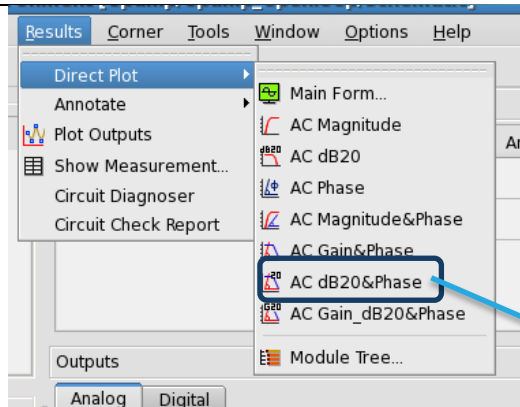 Results Corner Tools Window Options Help
Direct Plot
Annotate
Plot Outputs
Show Measurement...
Circuit Diagnoser
Circuit Check Report
Main Form...
AC Magnitude
AC dB20
AC Phase
AC Magnitude&Phase
AC Gain&Phase
AC dB20&Phase
AC Gain_dB20&Phase
Module Tree...
Outputs
Analog Digital